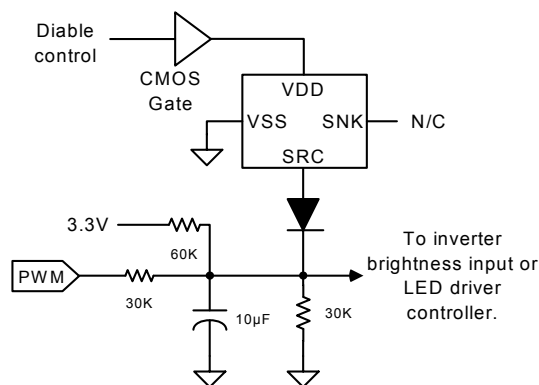 Diable
control
CMOS
Gate
VDD
VSS
SNK
N/C
SRC
3.3V
60K
To inverter
brightness input or
LED driver
controller.
PWM
30K
10µF
30K